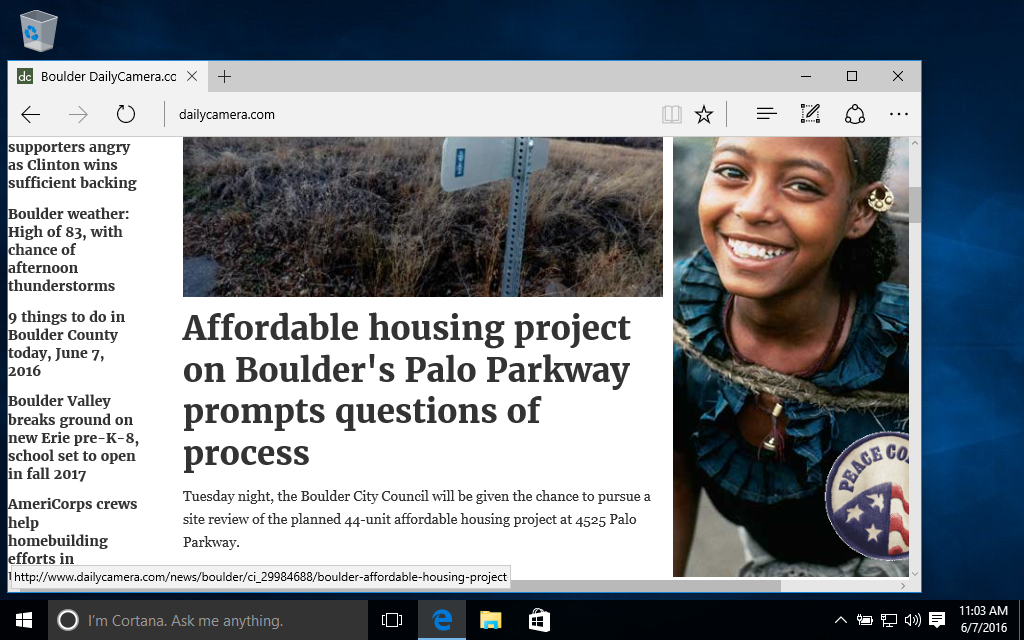 dc Boulder DailyCamera.cc
dailycamera.com
supporters angry
as Clinton wins
sufficient backing
Boulder weather:
High of 83, with
chance of
afternoon
thunderstorms
9 things to do in
Boulder County
today, June 7,
2016
Boulder Valley
breaks ground on
new Erie pre-K-8,
school set to open
in fall 2017
AmeriCorps crews
help
homebuilding
efforts in
Affordable housing project
on Boulder's Palo Parkway
prompts questions of
process
Tuesday night, the Boulder City Council will be given the chance to pursue a
site review of the planned 44-unit affordable housing project at 4525 Palo
Parkway.
PEACE CO
http://www.dailycamera.com/news/boulder/ci_29984688/boulder-affordable-housing-project
I'm Cortana. Ask me anything.
11:03 AM
6/7/2016